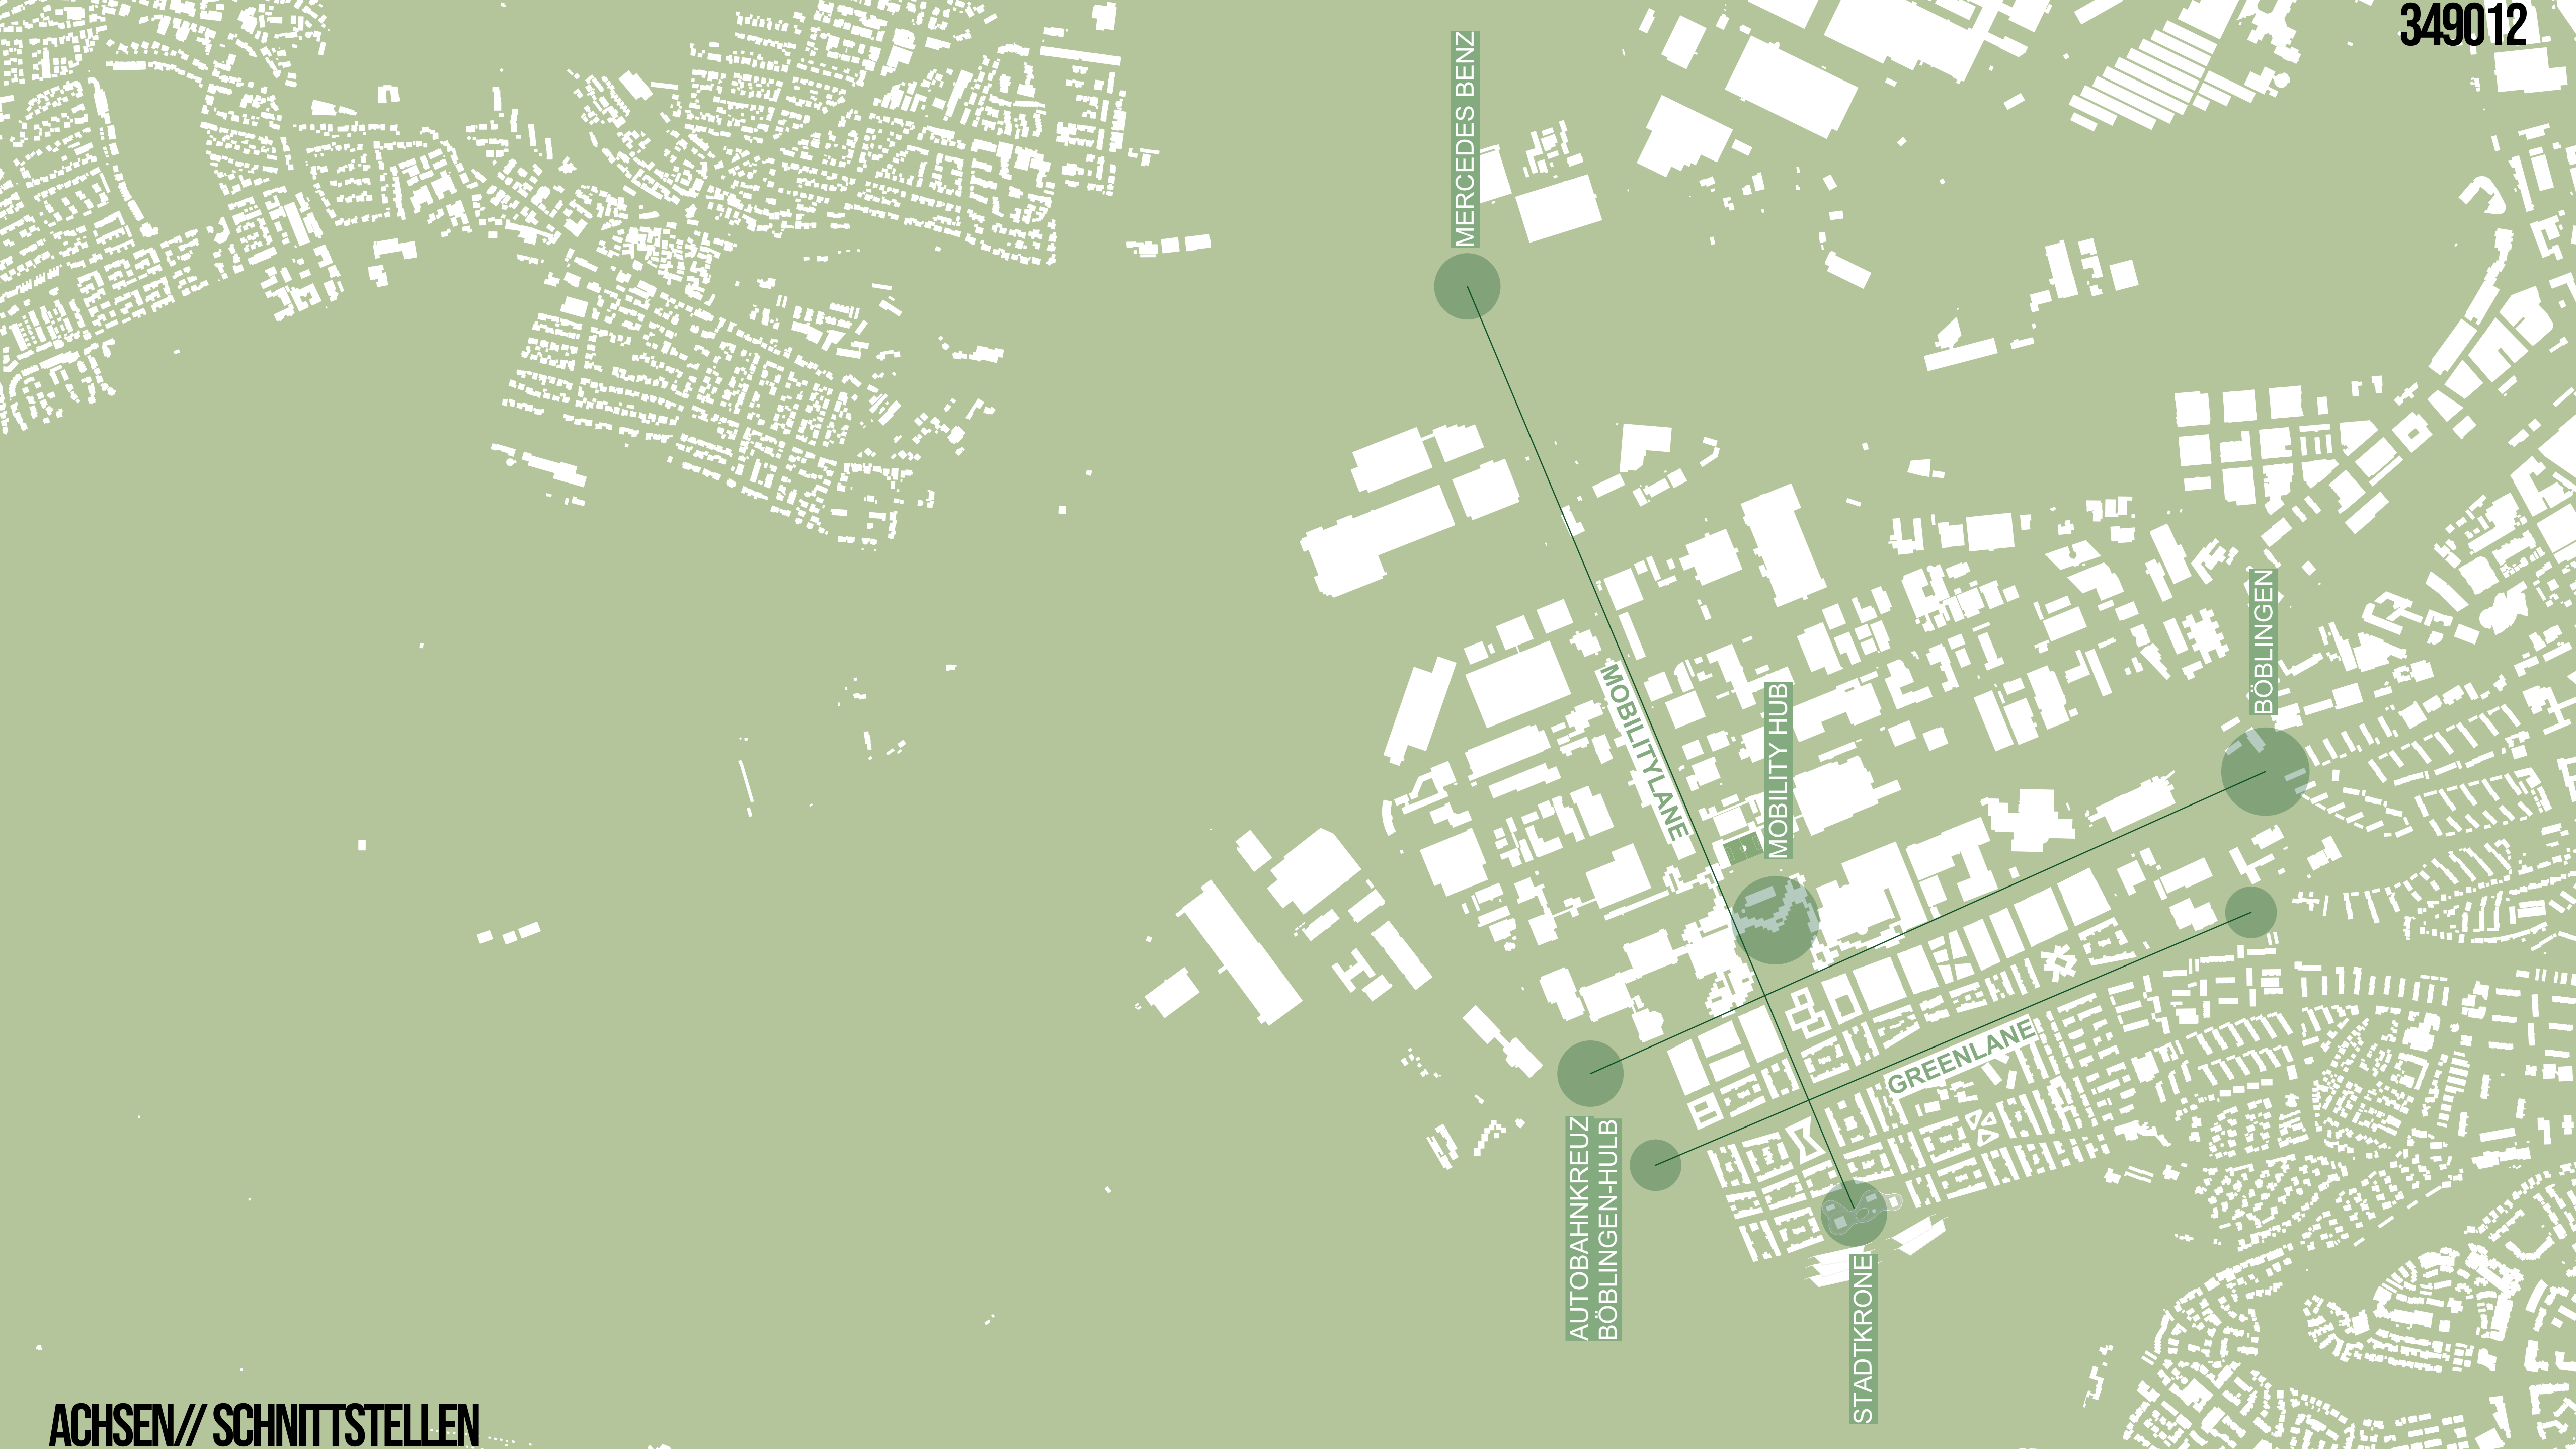 349012
MERCEDES BENZ
BÖBLINGEN
MOBILITYLANE
MOBILITY HUB
GREENLANE
AUTOBAHNKREUZ
BÖBLINGEN-HULB
STADTKRONE
ACHSEN// SCHNITTSTELLEN